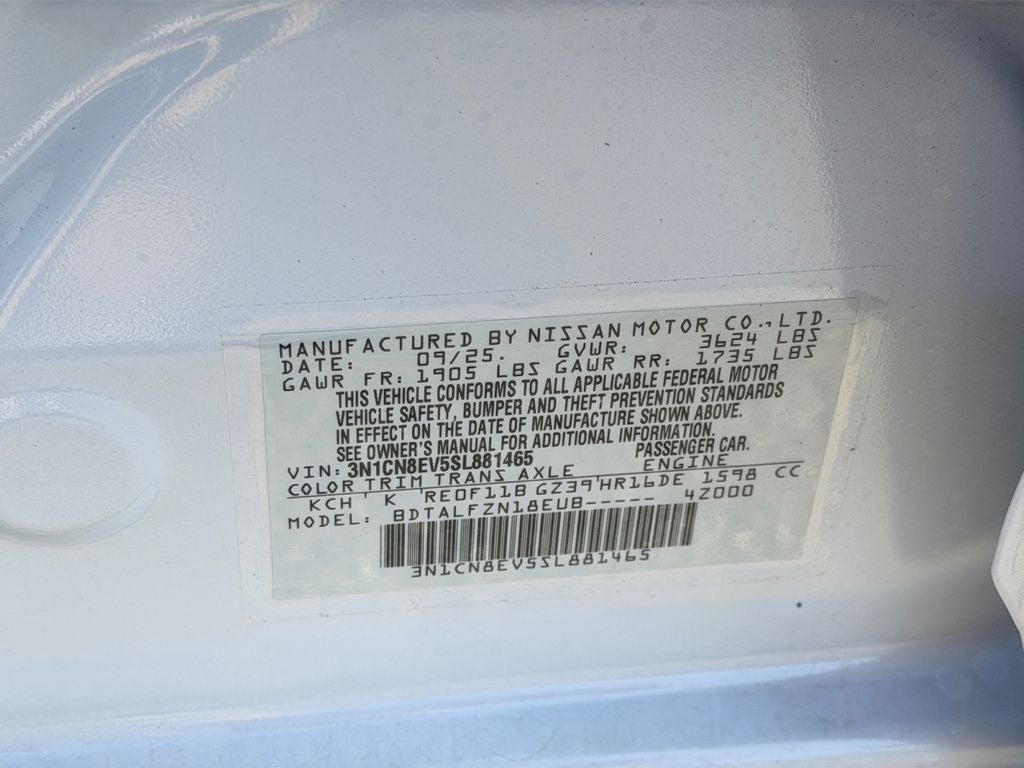 MANUFACTURED BY NISSAN MOTOR CO., LTD.
DATE: 09/25. GVWR: 3624 LBS
GAWR FR: 1905 LBS GAWR RR: 1735 LBS
THIS VEHICLE CONFORMS TO ALL APPLICABLE FEDERAL MOTOR
VEHICLE SAFETY, BUMPER AND THEFT PREVENTION STANDARDS
IN EFFECT ON THE DATE OF MANUFACTURE SHOWN ABOVE.
SEE OWNER'S MANUAL FOR ADDITIONAL INFORMATION.
VIN: 3N1CN8EV5SL881465 PASSENGER CAR.
COLOR TRIM TRANS AXLE ENGINE
KCH ' K 'RE0F11B GZ39'HR16DE 1598 CC
MODEL: BDTALFZN18EUB----- 4Z000
3N1CN8EV5SL881465